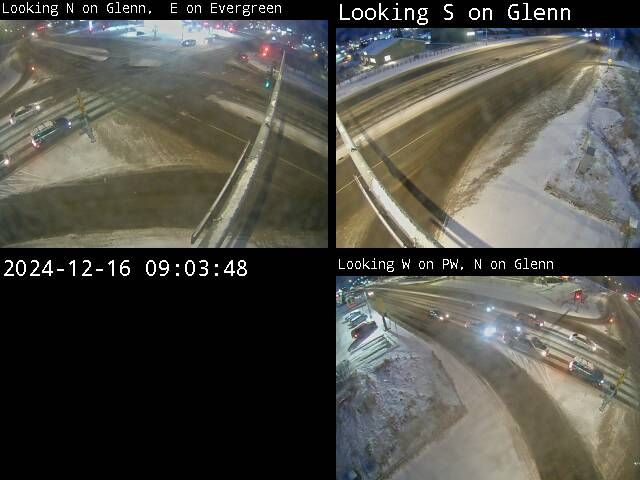 Looking N on Glenn,  E on Evergreen
Looking S on Glenn
2024-12-16 09:03:48
Looking W on PW, N on Glenn